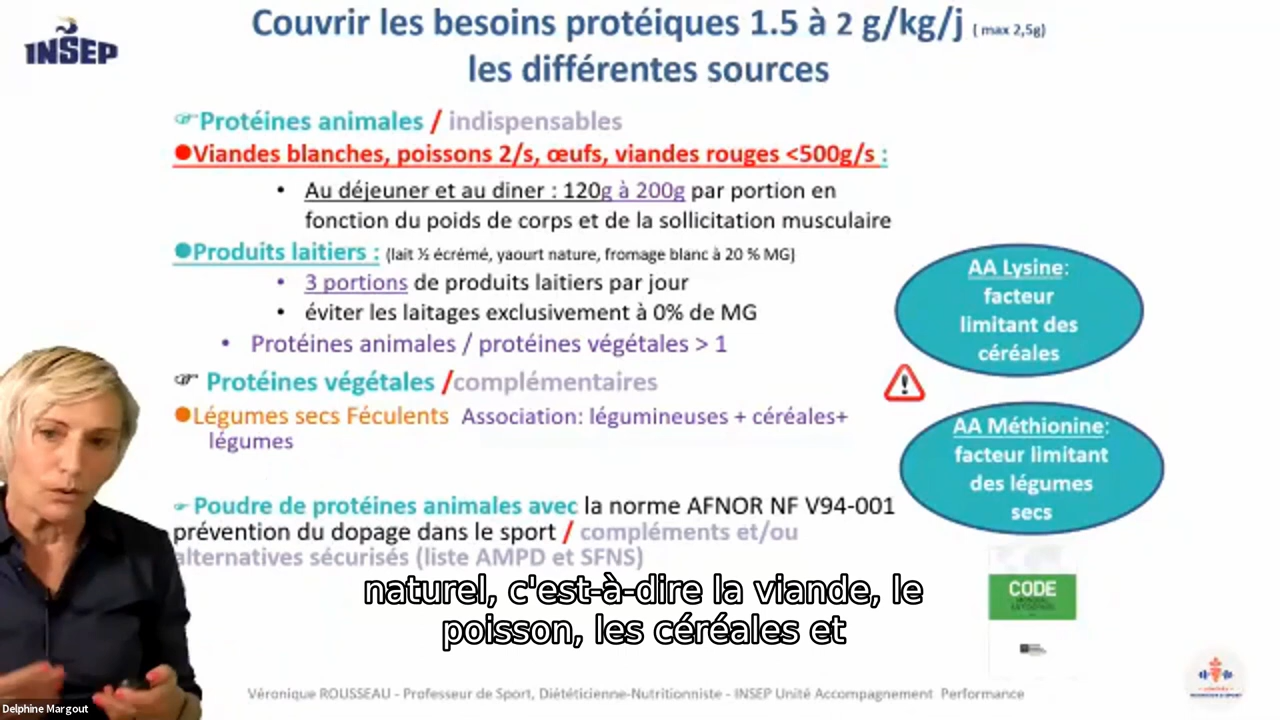 INSEP
Couvrir les besoins protéiques 1.5 à 2 g/kg/j ( max 2,5g)
les différentes sources
Protéines animales / indispensables
Viandes blanches, poissons 2/s, œufs, viandes rouges <500g/s :
• Au déjeuner et au diner : 120g à 200g par portion en
fonction du poids de corps et de la sollicitation musculaire
Produits laitiers : (lait ½ écrémé, yaourt nature, fromage blanc à 20 % MG)
• 3 portions de produits laitiers par jour
• éviter les laitages exclusivement à 0% de MG
• Protéines animales / protéines végétales > 1
Protéines végétales /complémentaires
Légumes secs Féculents Association: légumineuses + céréales+
légumes
Poudre de protéines animales avec la norme AFNOR NF V94-001
prévention du dopage dans le sport / compléments et/ou
alternatives sécurisés (liste AMPD et SFNS)
AA Lysine:
facteur
limitant des
céréales
AA Méthionine:
facteur limitant
des légumes
secs
CODE
naturel, c'est-à-dire la viande, le
poisson, les céréales et
Véronique ROUSSEAU - Professeur de Sport, Diététicienne-Nutritionniste - INSEP Unité Accompagnement Performance
Delphine Margout